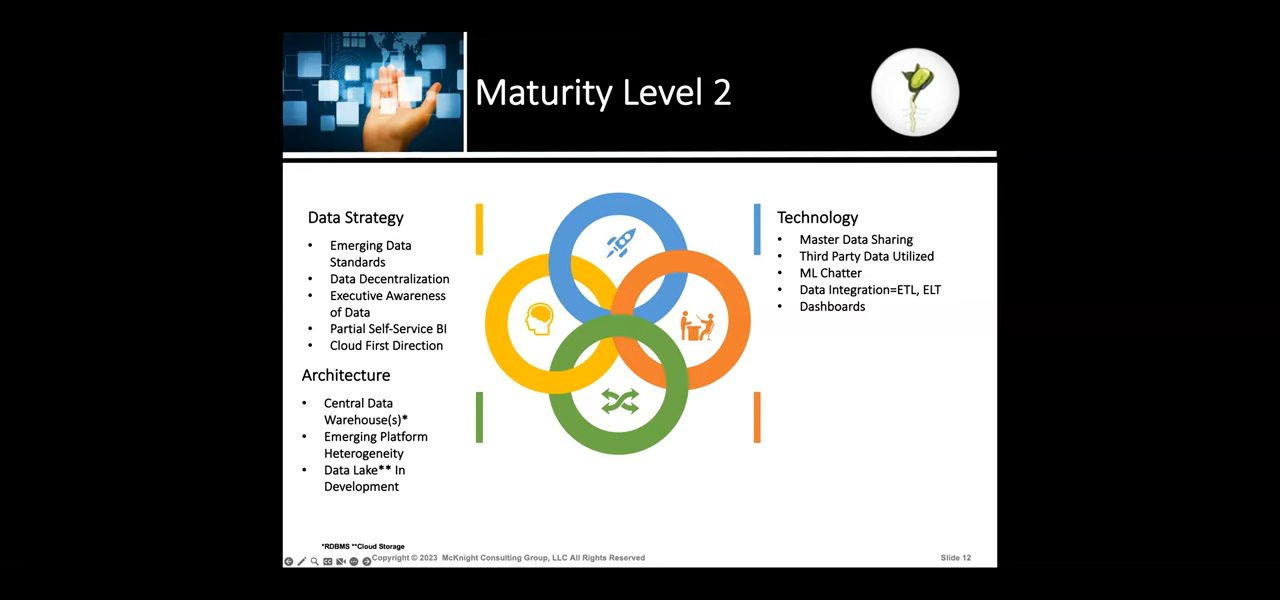 Maturity Level 2
Data Strategy
• Emerging Data
Standards
• Data Decentralization
• Executive Awareness
of Data
• Partial Self-Service BI
• Cloud First Direction
Architecture
• Central Data
Warehouse(s)*
• Emerging Platform
Heterogeneity
• Data Lake** In
Development
Technology
• Master Data Sharing
• Third Party Data Utilized
• ML Chatter
• Data Integration=ETL, ELT
• Dashboards
*RDBMS **Cloud Storage
Copyright © 2023 McKnight Consulting Group, LLC All Rights Reserved
Slide 12